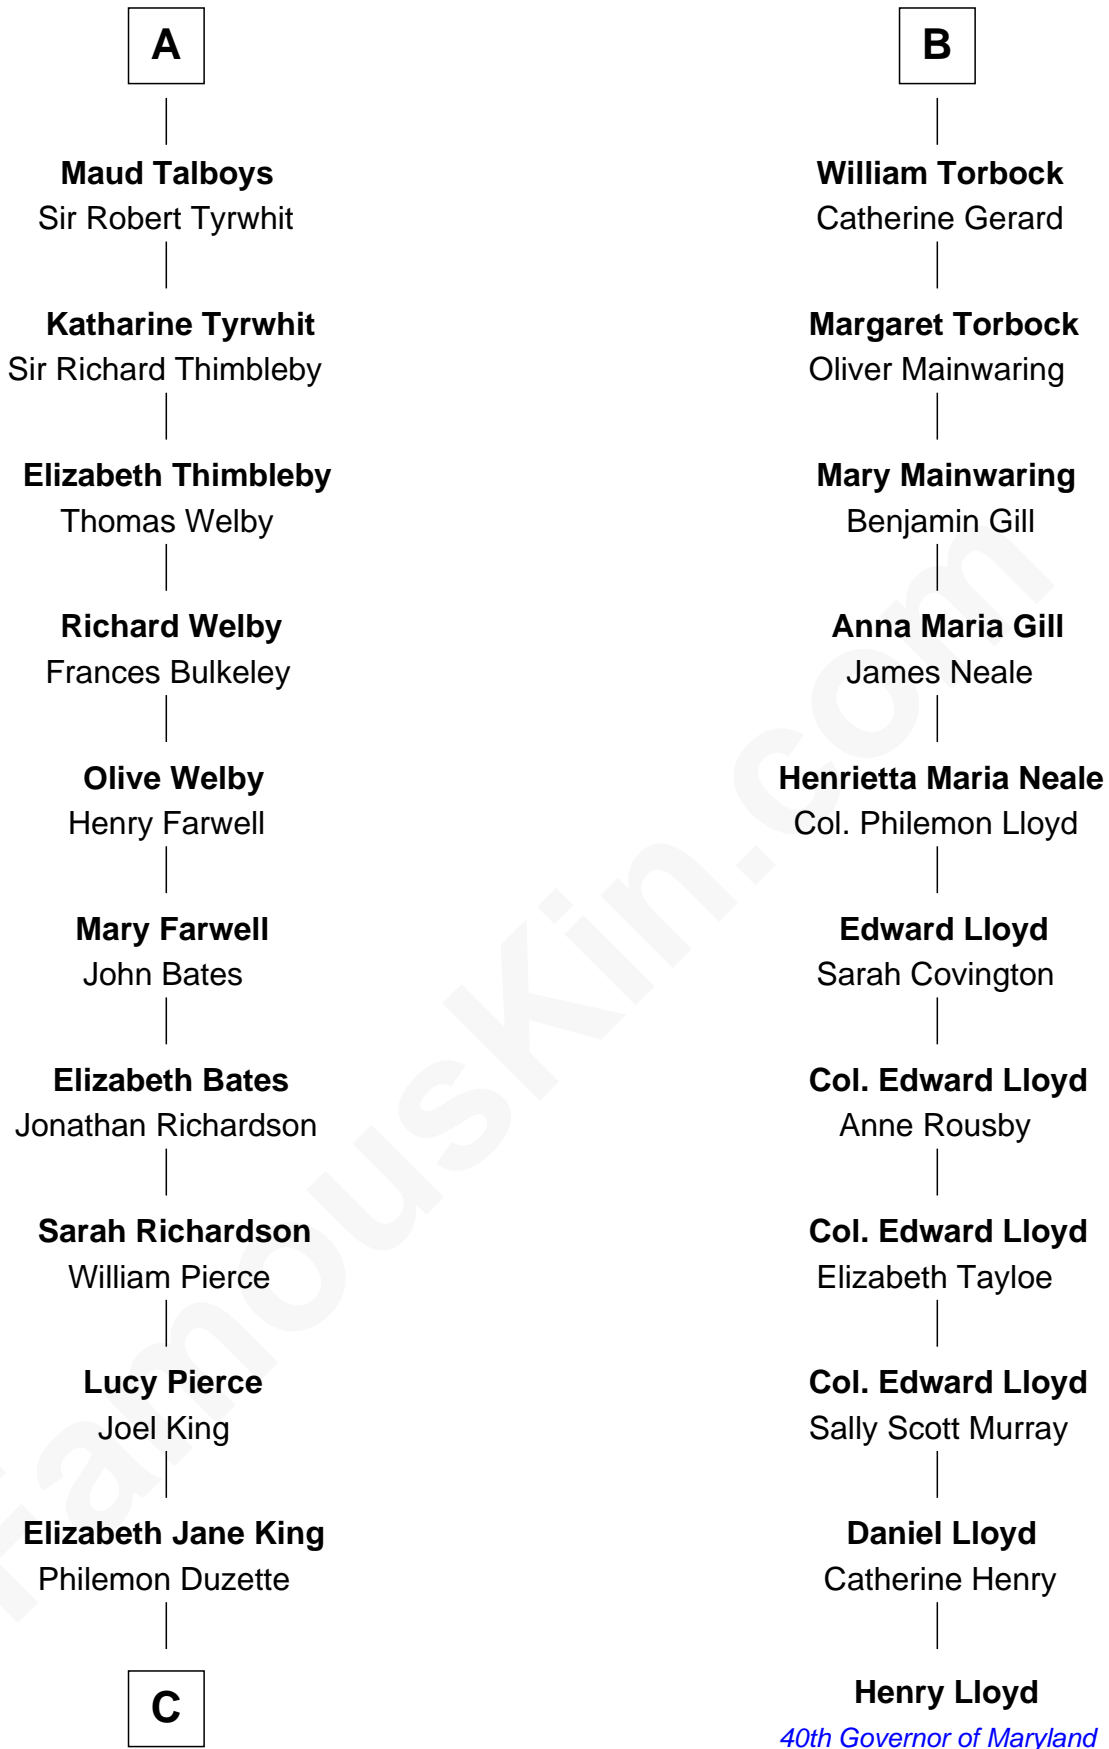 A
Maud Talboys
Sir Robert Tyrwhit
Katharine Tyrwhit
Sir Richard Thimbleby
Elizabeth Thimbleby
Thomas Welby
Richard Welby
Frances Bulkeley
Olive Welby
Henry Farwell
Mary Farwell
John Bates
Elizabeth Bates
Jonathan Richardson
Sarah Richardson
William Pierce
Lucy Pierce
Joel King
Elizabeth Jane King
Philemon Duzette
C
B
William Torbock
Catherine Gerard
Margaret Torbock
Oliver Mainwaring
Mary Mainwaring
Benjamin Gill
Anna Maria Gill
James Neale
Henrietta Maria Neale
Col. Philemon Lloyd
Edward Lloyd
Sarah Covington
Col. Edward Lloyd
Anne Rousby
Col. Edward Lloyd
Elizabeth Tayloe
Col. Edward Lloyd
Sally Scott Murray
Daniel Lloyd
Catherine Henry
Henry Lloyd
40th Governor of Maryland
FamousKin.com